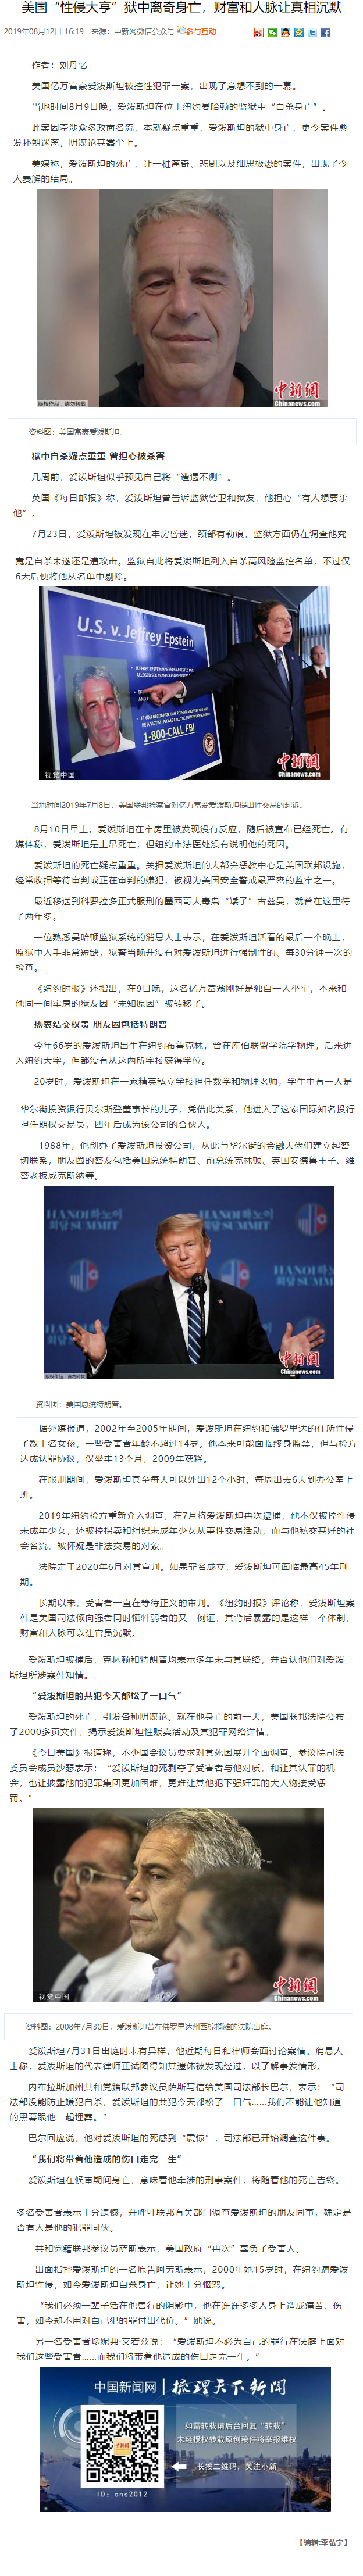 美国“性侵大亨”狱中离奇身亡，财富和人脉让真相沉默
2019年08月12日 16:19 来源：中新网微信公众号 参与互动
作者：刘丹忆
美国亿万富豪爱泼斯坦被控性犯罪一案，出现了意想不到的一幕。
当地时间8月9日晚，爱泼斯坦在位于纽约曼哈顿的监狱中“自杀身亡”。
此案因牵涉众多政商名流，本就疑点重重，爱泼斯坦的狱中身亡，更令案件愈
发扑朔迷离，阴谋论甚嚣尘上。
美媒称，爱泼斯坦的死亡，让一桩离奇、悲剧以及细思极恐的案件，出现了令
人费解的结局。
中新网
Chinanews.com
版权作品，请勿转载
资料图：美国富豪爱泼斯坦。
狱中自杀疑点重重 曾担心被杀害
几周前，爱泼斯坦似乎预见自己将“遭遇不测”。
英国《每日邮报》称，爱泼斯坦曾告诉监狱警卫和狱友，他担心“有人想要杀
他”。
7月23日，爱泼斯坦被发现在牢房昏迷，颈部有勒痕，监狱方面仍在调查他究
竟是自杀未遂还是遭攻击。监狱自此将爱泼斯坦列入自杀高风险监控名单，不过仅
6天后便将他从名单中剔除。
U.S. v. Jeffrey Epstein
1-800-CALL FBI
视觉中国
中新网
Chinanews.com
当地时间2019年7月8日，美国联邦检察官对亿万富翁爱泼斯坦提出性交易的起诉。
8月10日早上，爱泼斯坦在牢房里被发现没有反应，随后被宣布已经死亡。有
媒体称，爱泼斯坦是上吊死亡，但纽约市法医处没有说明他的死因。
爱泼斯坦的死亡疑点重重。关押爱泼斯坦的大都会惩教中心是美国联邦设施，
经常收押等待审判或正在审判的嫌犯，被视为美国安全警戒最严密的监牢之一。
最近移送到科罗拉多正式服刑的墨西哥大毒枭“矮子”古兹曼，就曾在这里待
了两年多。
一位熟悉曼哈顿监狱系统的消息人士表示，在爱泼斯坦活着的最后一个晚上，
监狱中人手非常短缺，狱警当晚并没有对爱泼斯坦进行强制性的、每30分钟一次的
检查。
《纽约时报》还指出，在9日晚，这名亿万富翁刚好是独自一人坐牢，本来和
他同一间牢房的狱友因“未知原因”被转移了。
热衷结交权贵 朋友圈包括特朗普
今年66岁的爱泼斯坦出生在纽约布鲁克林，曾在库伯联盟学院学物理，后来进
入纽约大学，但都没有从这两所学校获得学位。
20岁时，爱泼斯坦在一家精英私立学校担任数学和物理老师，学生中有一人是
华尔街投资银行贝尔斯登董事长的儿子，凭借此关系，他进入了这家国际知名投行
担任期权交易员，四年后成为该公司的合伙人。
1988年，他创办了爱泼斯坦投资公司，从此与华尔街的金融大佬们建立起密
切联系，朋友圈的密友包括美国总统特朗普、前总统克林顿、英国安德鲁王子、维
密老板威克斯纳等。
HANOI
SUMMIT
中新网
Chinanews.com
版权作品，请勿转载
资料图：美国总统特朗普。
据外媒报道，2002年至2005年期间，爱泼斯坦在纽约和佛罗里达的住所性侵
了数十名女孩，一些受害者年龄不超过14岁。他本来可能面临终身监禁，但与检方
达成认罪协议，仅坐牢13个月，2009年获释。
在服刑期间，爱泼斯坦甚至每天可以外出12个小时，每周出去6天到办公室上
班。
2019年纽约检方重新介入调查，在7月将爱泼斯坦再次逮捕，他不仅被控性侵
未成年少女，还被控拐卖和组织未成年少女从事性交易活动，而与他私交甚好的社
会名流，被怀疑是非法交易的对象。
法院定于2020年6月对其宣判。如果罪名成立，爱泼斯坦可面临最高45年刑
期。
长期以来，受害者一直在等待正义的审判。《纽约时报》评论称，爱泼斯坦案
件是美国司法倾向强者同时牺牲弱者的又一例证，其背后暴露的是这样一个体制，
财富和人脉可以让官员沉默。
爱泼斯坦被捕后，克林顿和特朗普均表示多年未与其联络，并否认他们对爱泼
斯坦所涉案件知情。
“爱泼斯坦的共犯今天都松了一口气”
爱泼斯坦的死亡，引发各种阴谋论。就在他身亡的前一天，美国联邦法院公布
了2000多页文件，揭示爱泼斯坦性贩卖活动及其犯罪网络详情。
《今日美国》报道称，不少国会议员要求对其死因展开全面调查。参议院司法
委员会成员沙瑟表示：“爱泼斯坦的死剥夺了受害者与他对质，和让其认罪的机
会，也让披露他的犯罪集团更加困难，更难让其他犯下强奸罪的大人物接受惩
罚。”
视觉中国
中新网
Chinanews.com
资料图：2008年7月30日，爱泼斯坦曾在佛罗里达州西棕榈滩的法院出庭。
爱泼斯坦7月31日出庭时未有异样，他近期每日和律师会面讨论案情。消息人
士称，爱泼斯坦的代表律师正试图得知其遗体被发现经过，以了解事发情形。
内布拉斯加州共和党籍联邦参议员萨斯写信给美国司法部长巴尔，表示：“司
法部没能防止嫌犯自杀，爱泼斯坦的共犯今天都松了一口气……我们不能让他知道
的黑幕跟他一起埋葬。”
巴尔回应说，他对爱泼斯坦的死感到“震惊”，司法部已开始调查这件事。
“我们将带着他造成的伤口走完一生”
爱泼斯坦在候审期间身亡，意味着他牵涉的刑事案件，将随着他的死亡告终。
多名受害者表示十分遗憾，并呼吁联邦有关部门调查爱泼斯坦的朋友同事，确定是
否有人是他的犯罪同伙。
共和党籍联邦参议员萨斯表示，美国政府“再次”辜负了受害人。
出面指控爱泼斯坦的一名原告阿劳斯表示，2000年她15岁时，在纽约遭爱泼
斯坦性侵，如今爱泼斯坦自杀身亡，让她十分恼怒。
“我们必须一辈子活在他兽行的阴影中，他在许许多多人身上造成痛苦、伤
害，如今却不用对自己犯的罪付出代价。”她说。
另一名受害者珍妮弗·艾若兹说：“爱泼斯坦不必为自己的罪行在法庭上面对
我们这些受害者……而我们将带着他造成的伤口走完一生。”
中国新闻网 梳理天下新闻
如需转载请后台回复“转载”
未经授权转载原创稿件将举报维权
长按二维码，关注小新
ID：cns2012
【编辑:李弘宇】